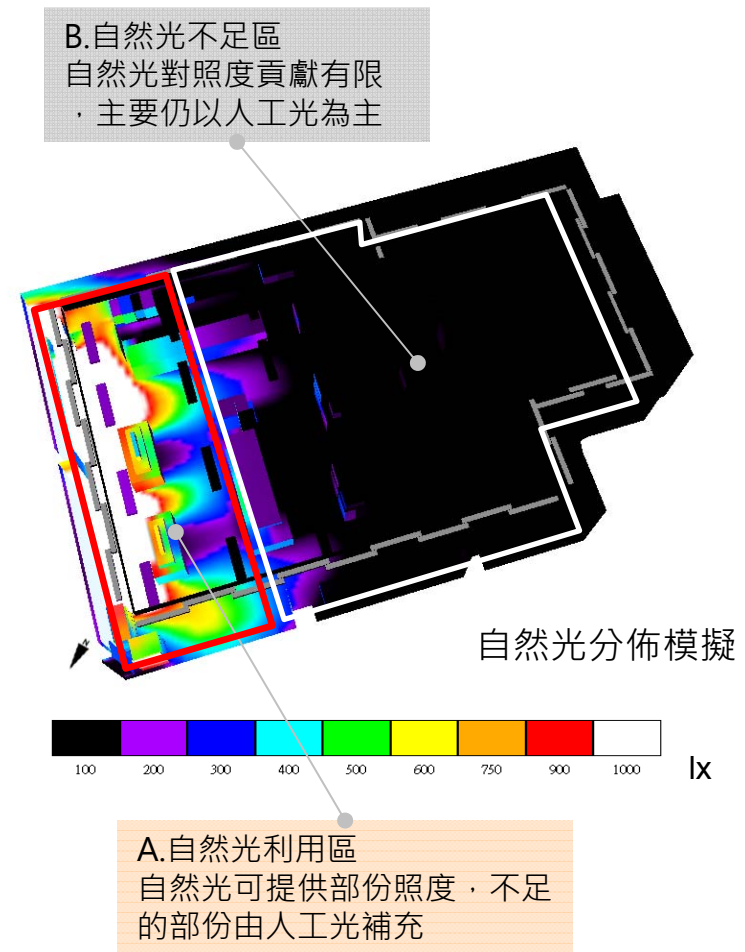 B.自然光不足區
自然光對照度貢獻有限
，主要仍以人工光為主
N
自然光分佈模擬
100 200 300 400 500 600 750 900 1000 lx
A.自然光利用區
自然光可提供部份照度，不足
的部份由人工光補充